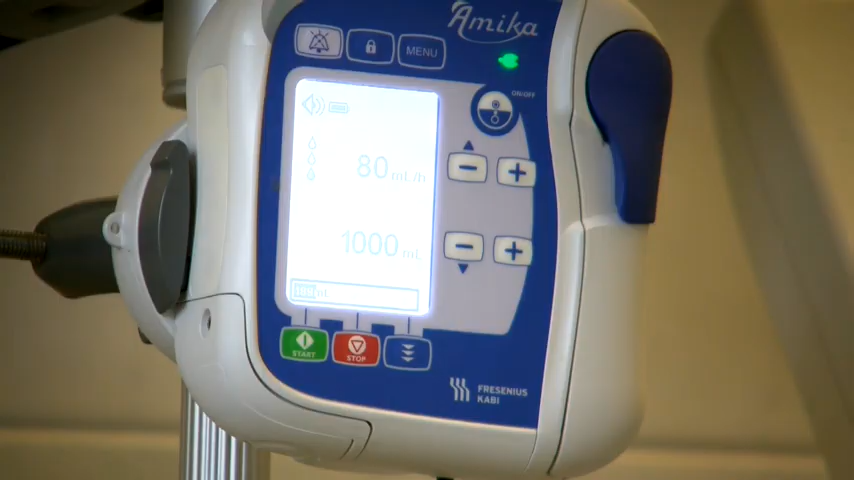 Amika
MENU
ON/OFF
80 mL/h
1000 mL
START
STOP
FRESENIUS
KABI